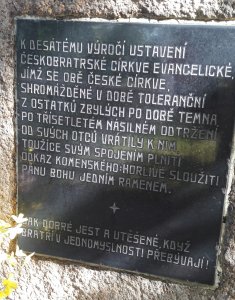 K DESÁTÉMU VÝROČÍ USTAVENÍ
ČESKOBRATRSKÉ CÍRKVE EVANGELICKÉ,
JÍMŽ SE OBĚ ČESKÉ CÍRKVE,
SHROMÁŽDĚNÉ V DOBĚ TOLERANČNÍ
Z OSTATKŮ ZBYLÝCH PO DOBĚ TEMNA
PO TŘÍSETLETÉM NÁSILNÉM ODTRŽENÍ
OD SVÝCH OTCŮ VRÁTILY K NIM,
TOUŽÍCE SVÝM SPOJENÍM PLNITI
ODKAZ KOMENSKÉHO: HORLIVĚ SLOUŽITI
PÁNU BOHU JEDNÍM RAMENEM.
JAK DOBRÉ JEST A UTĚŠENÉ, KDYŽ
BRATŘÍ V JEDNOMYSLNOSTI PŘEBÝVAJÍ!